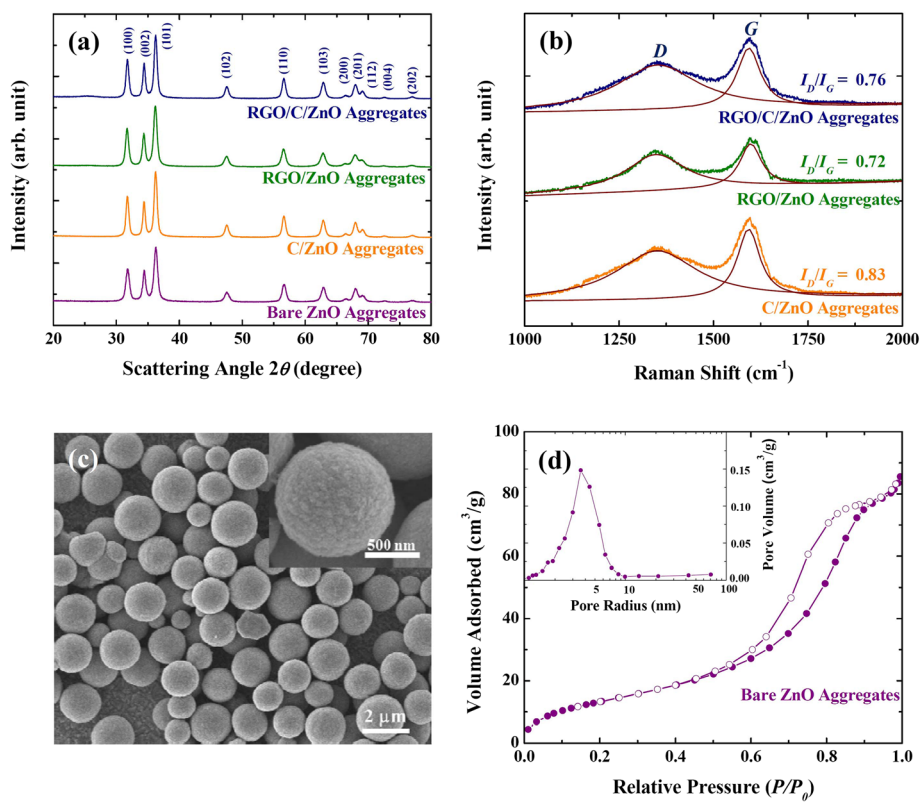 (a)
(100)
(002)
(101)
(102)
(110)
(103)
(200)
(201)
(112)
(004)
(202)
RGO/C/ZnO Aggregates
RGO/ZnO Aggregates
C/ZnO Aggregates
Bare ZnO Aggregates
Intensity (arb. unit)
20 30 40 50 60 70 80
Scattering Angle 2θ (degree)
(b)
D
G
I_D/I_G = 0.76
RGO/C/ZnO Aggregates
I_D/I_G = 0.72
RGO/ZnO Aggregates
I_D/I_G = 0.83
C/ZnO Aggregates
Intensity (arb. unit)
1000 1250 1500 1750 2000
Raman Shift (cm⁻¹)
(c)
500 nm
2 μm
(d)
Volume Adsorbed (cm³/g)
100
80
60
40
20
0
0.0 0.2 0.4 0.6 0.8 1.0
Relative Pressure (P/P₀)
Bare ZnO Aggregates
Pore Volume (cm³/g)
0.15
0.10
0.05
0.00
5 10 50 100
Pore Radius (nm)